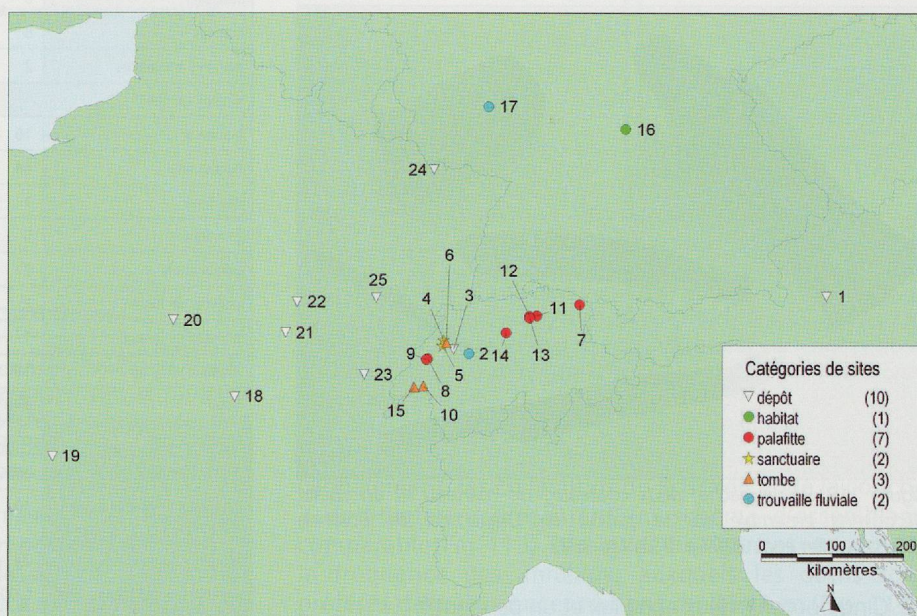 17
16
24
6
12
25
4
3
11
1
22
20
21
7
14
13
9
2
5
23
8
18
15
10
19
Catégories de sites
dépôt (10)
habitat (1)
palafitte (7)
sanctuaire (2)
tombe (3)
trouvaille fluviale (2)
0 100 200
kilomètres
N